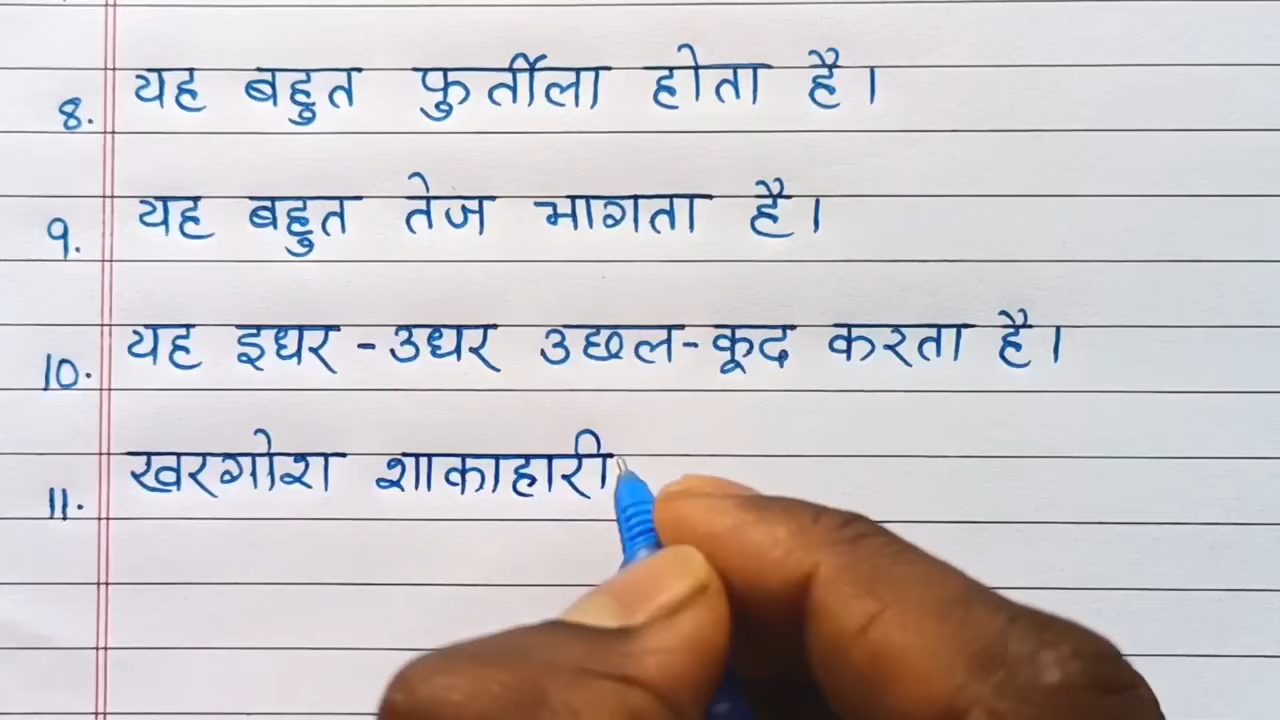 8. यह बहुत फुर्तीला होता है।
9. यह बहुत तेज भागता है।
10. यह इधर-उधर उछल-कूद करता है।
11. खरगोश शाकाहारी